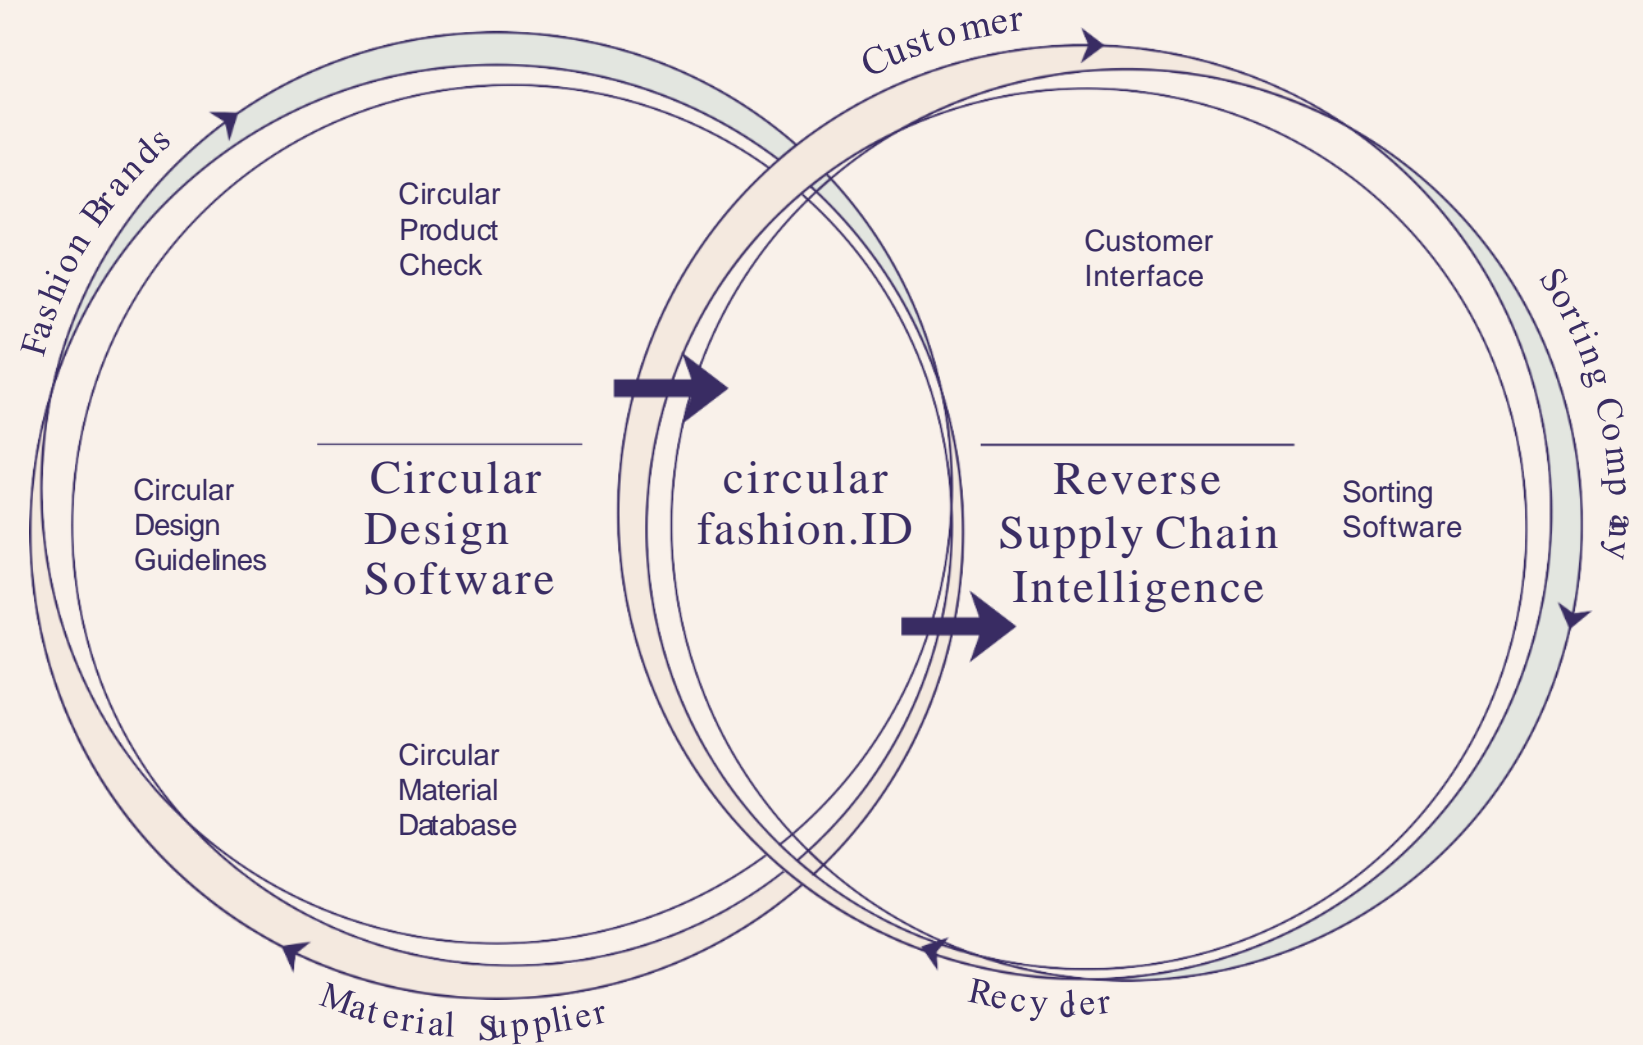 Customer
Fashion Brands
Circular
Product
Check
Customer
Interface
Sorting Company
Circular
Design
Guidelines
Circular
Design
Software
circular
fashion.ID
Reverse
Supply Chain
Intelligence
Sorting
Software
Circular
Material
Database
Material Supplier
Recycler